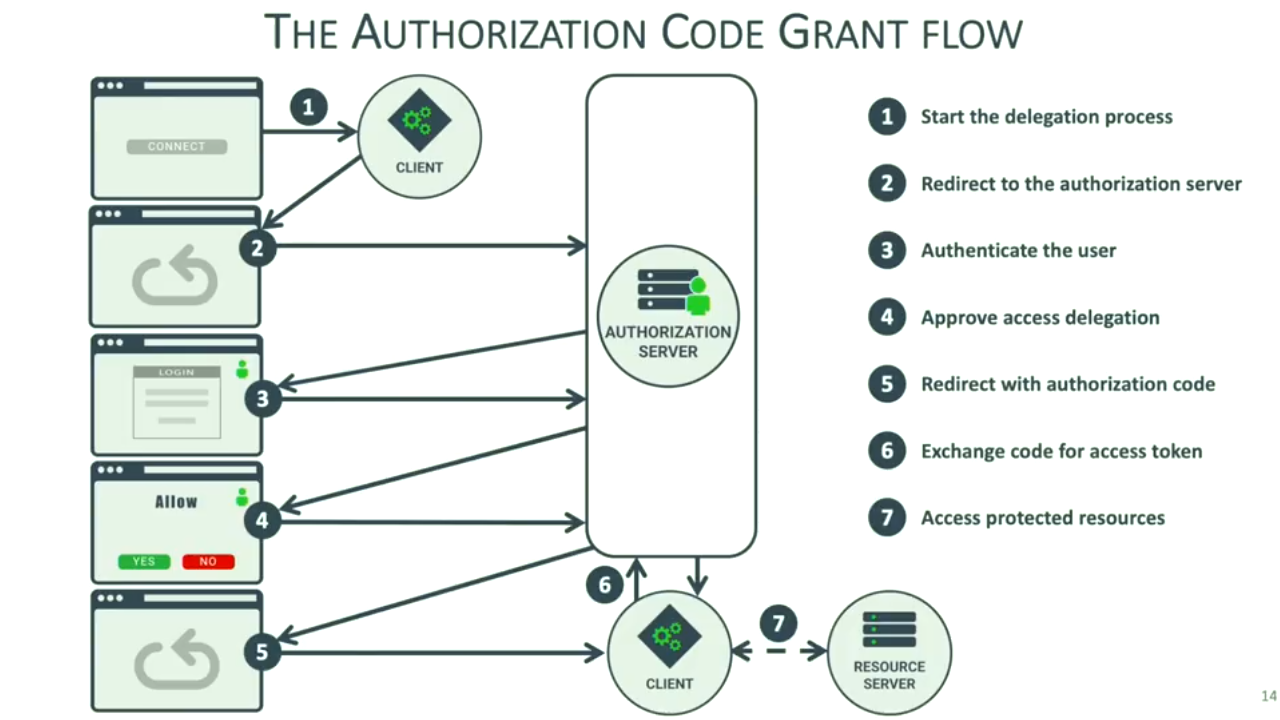 THE AUTHORIZATION CODE GRANT FLOW
CONNECT
1
CLIENT
2
AUTHORIZATION
SERVER
LOGIN
3
Allow
YES NO
4
5
6
CLIENT
7
RESOURCE
SERVER
1 Start the delegation process
2 Redirect to the authorization server
3 Authenticate the user
4 Approve access delegation
5 Redirect with authorization code
6 Exchange code for access token
7 Access protected resources
14